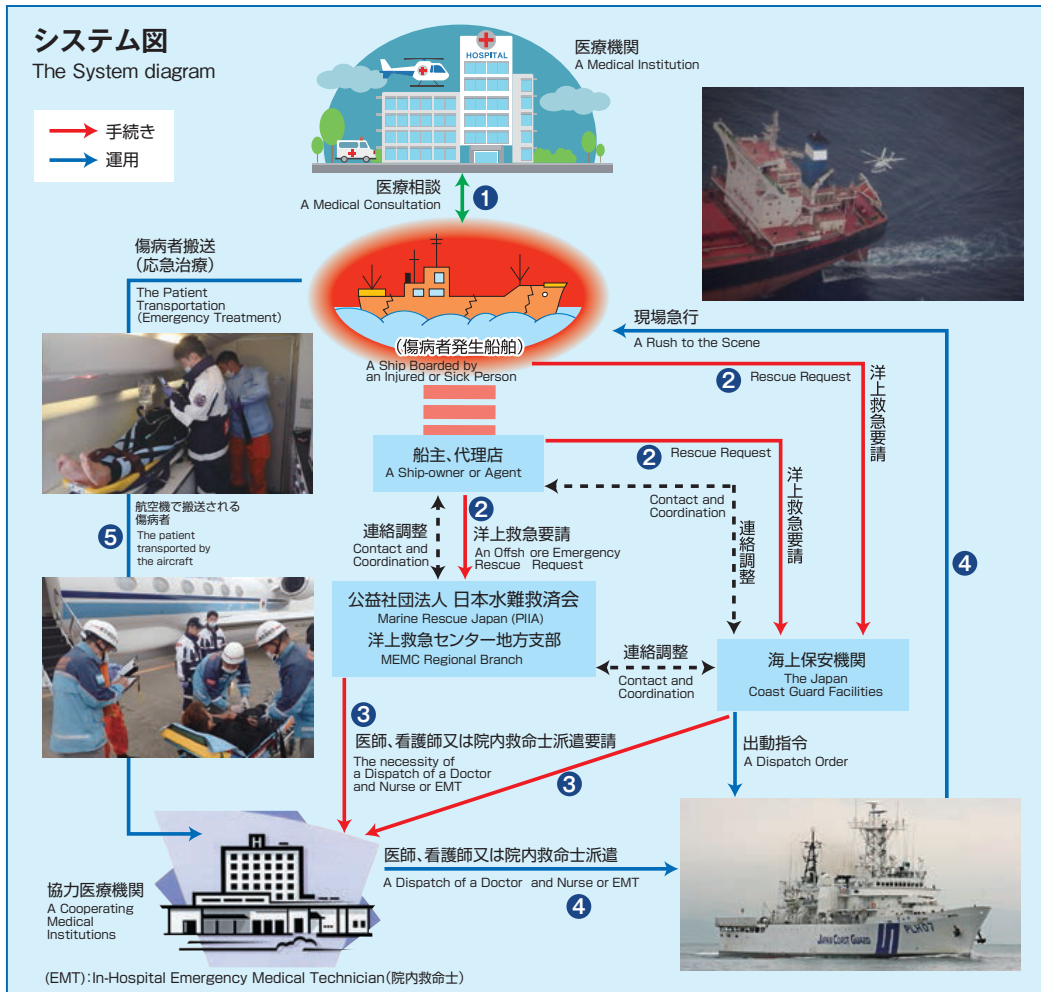 システム図
The System diagram
手続き
運用
HOSPITAL
医療機関
A Medical Institution
医療相談
A Medical Consultation
1
傷病者搬送
(応急治療)
The Patient
Transportation
(Emergency Treatment)
(傷病者発生船舶)
A Ship Boarded by
an Injured or Sick Person
現場急行
A Rush to the Scene
2 Rescue Request
洋上救急要請
船主、代理店
A Ship-owner or Agent
2 Rescue Request
洋上救急要請
Contact and
Coordination
連絡調整
連絡調整
Contact and
Coordination
2
洋上救急要請
An Offsh ore Emergency
Rescue Request
5
航空機で搬送される
傷病者
The patient
transported by
the aircraft
4
公益社団法人 日本水難救済会
Marine Rescue Japan (PIIA)
洋上救急センター地方支部
MEMC Regional Branch
連絡調整
Contact and
Coordination
海上保安機関
The Japan
Coast Guard Facilities
3
医師、看護師又は院内救命士派遣要請
The necessity of
a Dispatch of a Doctor
and Nurse or EMT
3
出動指令
A Dispatch Order
H
協力医療機関
A Cooperating
Medical
Institutions
医師、看護師又は院内救命士派遣
A Dispatch of a Doctor and Nurse or EMT
4
JAPAN COAST GUARD
PLH07
(EMT):In-Hospital Emergency Medical Technician(院内救命士)